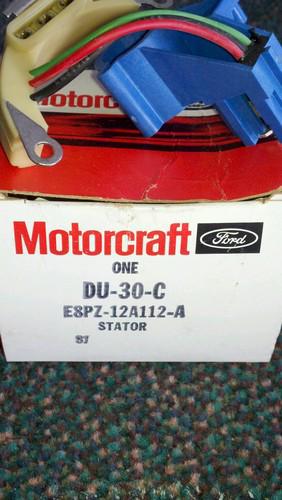 Motorcraft
Motorcraft Ford
ONE
DU-30-C
E8PZ-12A112-A
STATOR